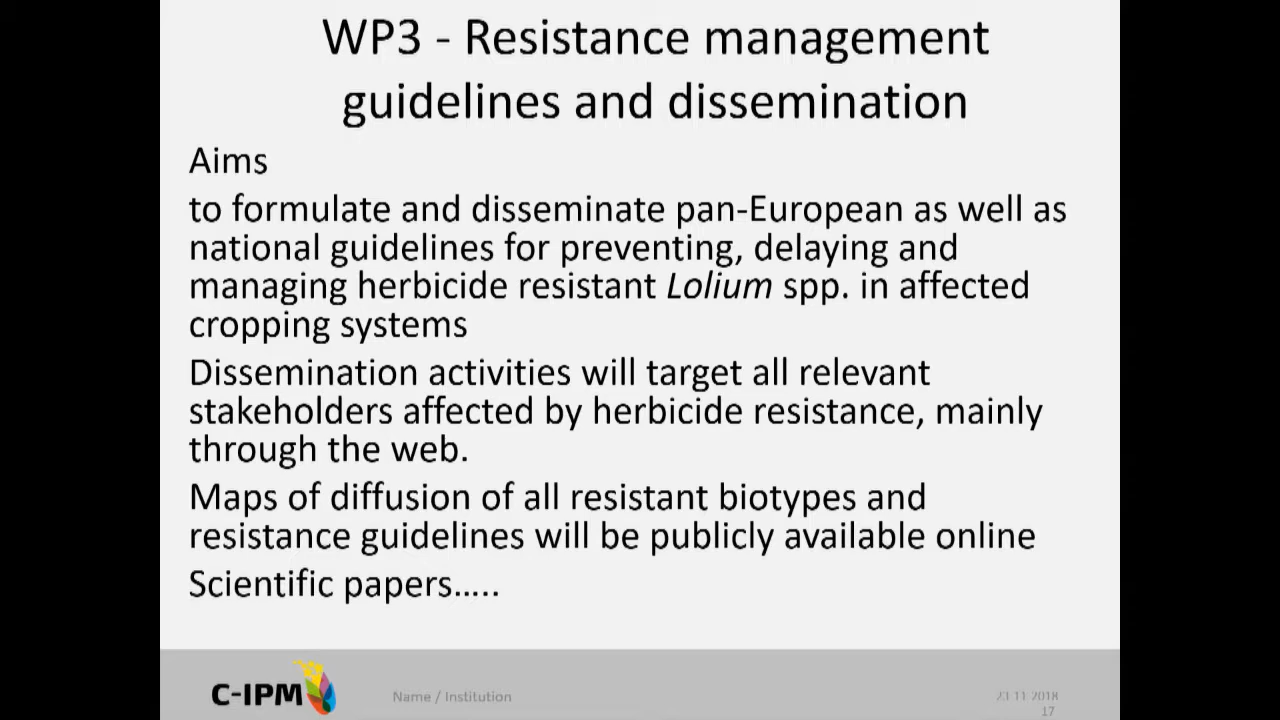 WP3 - Resistance management
guidelines and dissemination
Aims
to formulate and disseminate pan-European as well as
national guidelines for preventing, delaying and
managing herbicide resistant Lolium spp. in affected
cropping systems
Dissemination activities will target all relevant
stakeholders affected by herbicide resistance, mainly
through the web.
Maps of diffusion of all resistant biotypes and
resistance guidelines will be publicly available online
Scientific papers…..
C-IPM
Name / Institution
23 11 2018
17